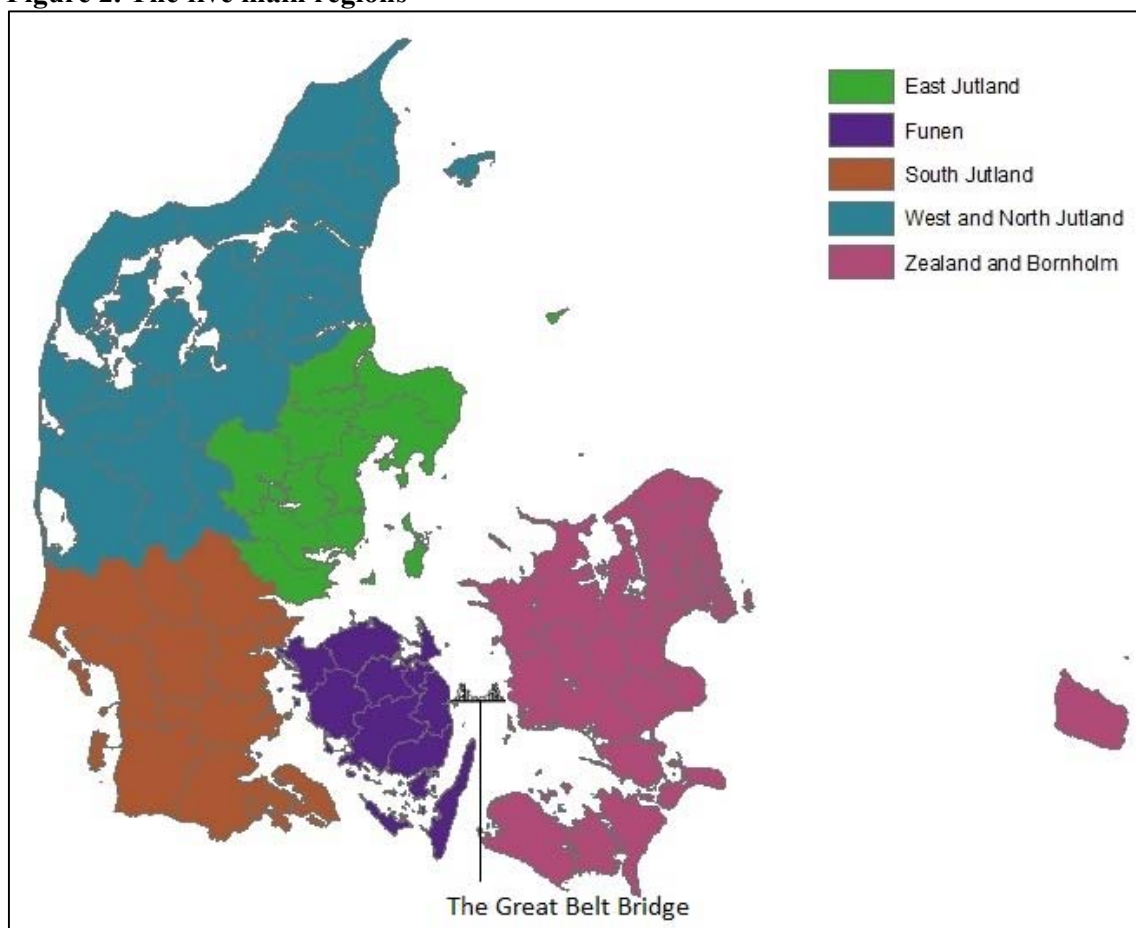 Figure 2: The five main regions
East Jutland
Funen
South Jutland
West and North Jutland
Zealand and Bornholm
The Great Belt Bridge